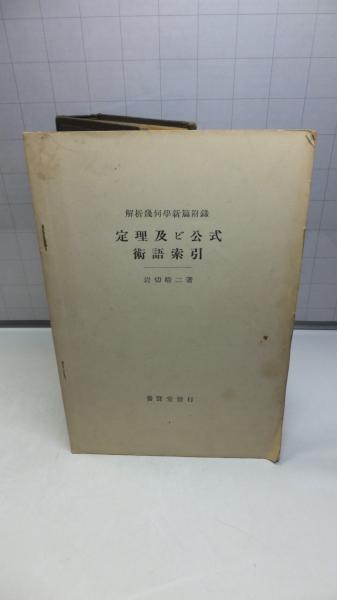 解析幾何學新篇附錄
定理及ビ公式
術語索引
岩切晴二著
養賢堂發行